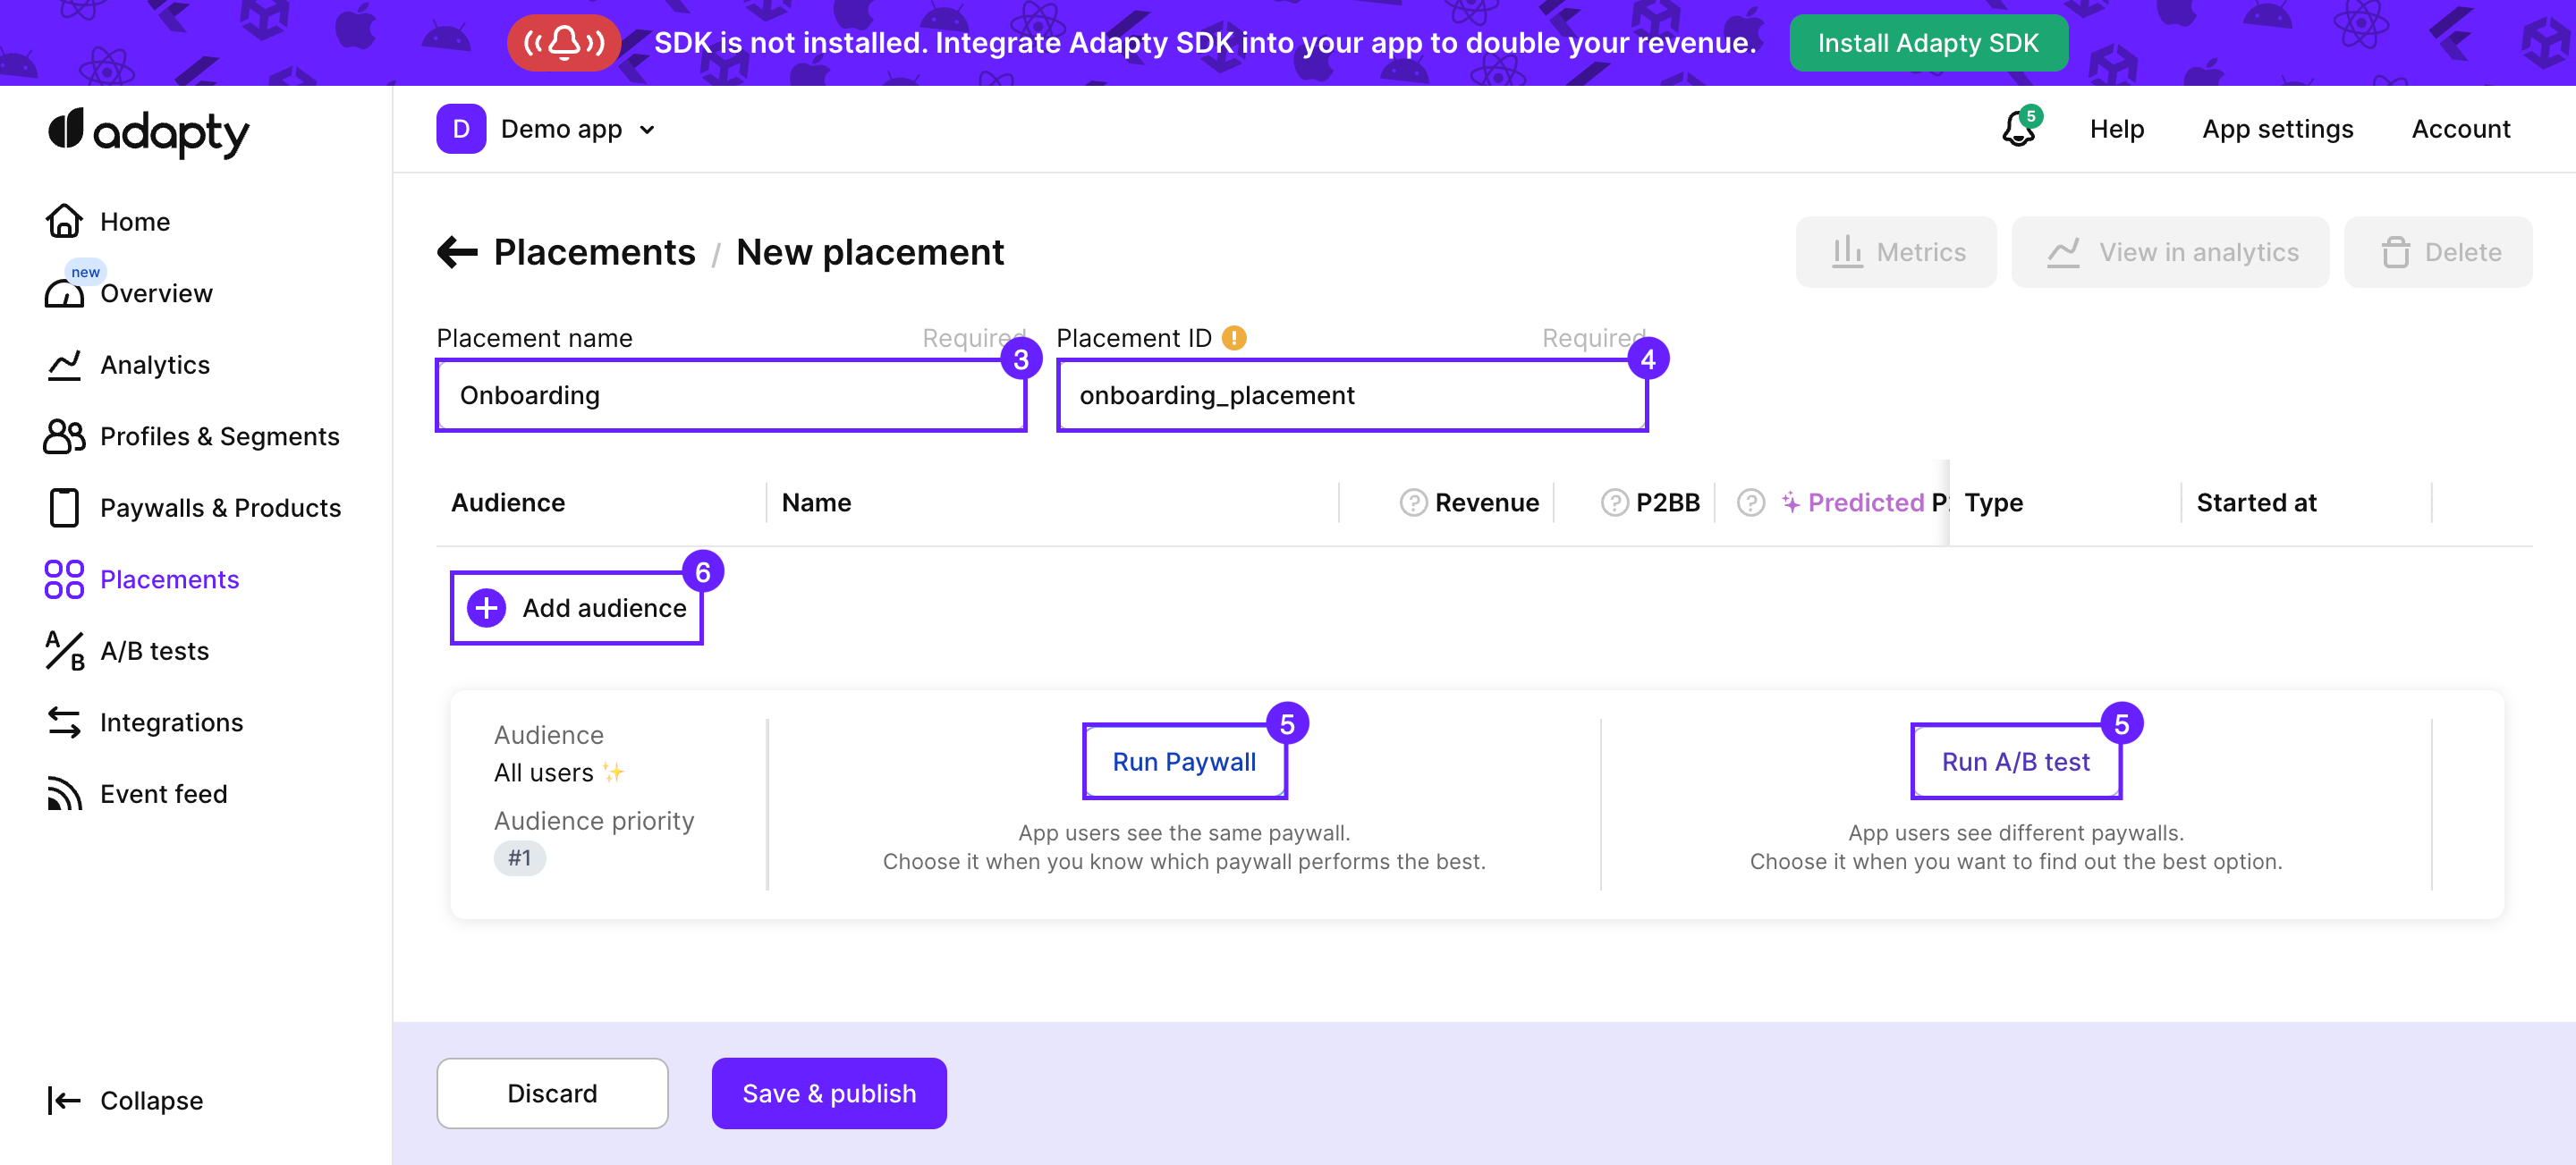 SDK is not installed. Integrate Adapty SDK into your app to double your revenue.
Install Adapty SDK
adapty
D Demo app
5
Help
App settings
Account
Home
new
Overview
Analytics
Profiles & Segments
Paywalls & Products
Placements
A/B tests
Integrations
Event feed
Collapse
Placements / New placement
Metrics
View in analytics
Delete
Placement name
Required
3
Onboarding
Placement ID
Required
4
onboarding_placement
Audience
Name
Revenue
P2BB
Predicted
Type
Started at
6
Add audience
Audience
All users
Audience priority
#1
5
Run Paywall
App users see the same paywall.
Choose it when you know which paywall performs the best.
5
Run A/B test
App users see different paywalls.
Choose it when you want to find out the best option.
Discard
Save & publish